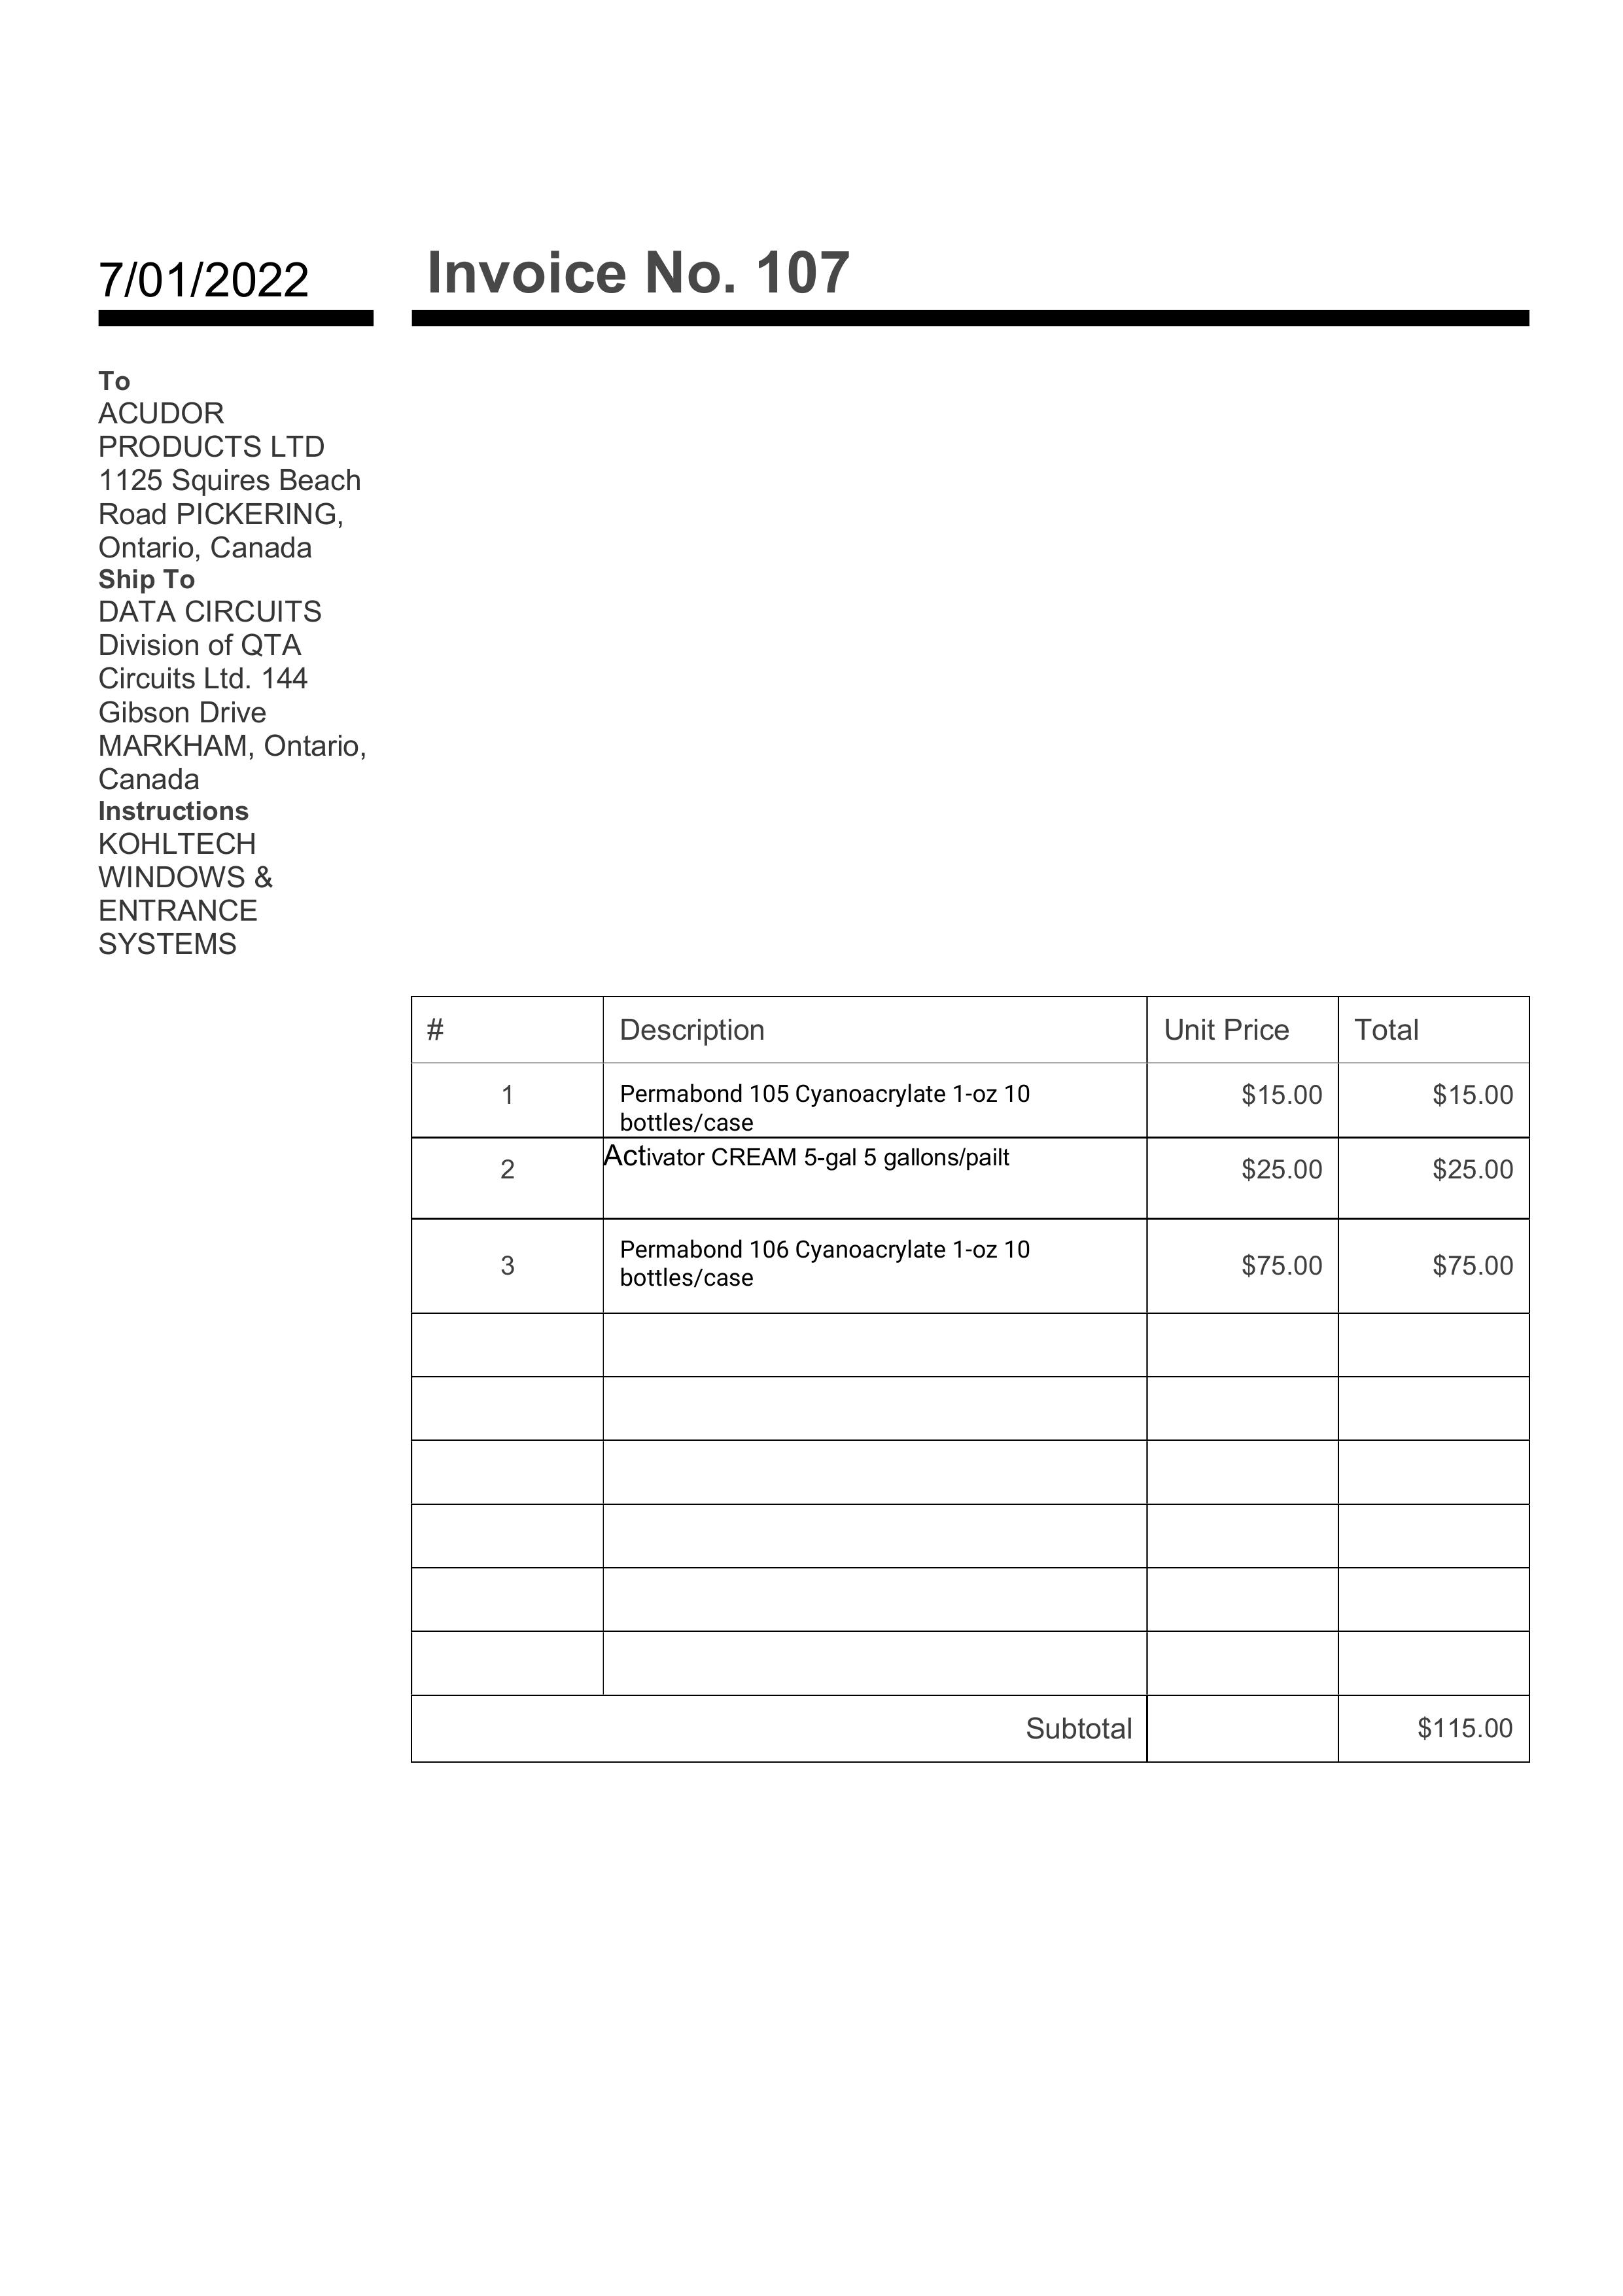 7/01/2022
Invoice No. 107
To
ACUDOR
PRODUCTS LTD
1125 Squires Beach
Road PICKERING,
Ontario, Canada
Ship To
DATA CIRCUITS
Division of QTA
Circuits Ltd. 144
Gibson Drive
MARKHAM, Ontario,
Canada
Instructions
KOHLTECH
WINDOWS &
ENTRANCE
SYSTEMS
# Description Unit Price Total
1 Permabond 105 Cyanoacrylate 1-oz 10 $15.00 $15.00
bottles/case
2 Activator CREAM 5-gal 5 gallons/pailt $25.00 $25.00
3 Permabond 106 Cyanoacrylate 1-oz 10 $75.00 $75.00
bottles/case
Subtotal $115.00